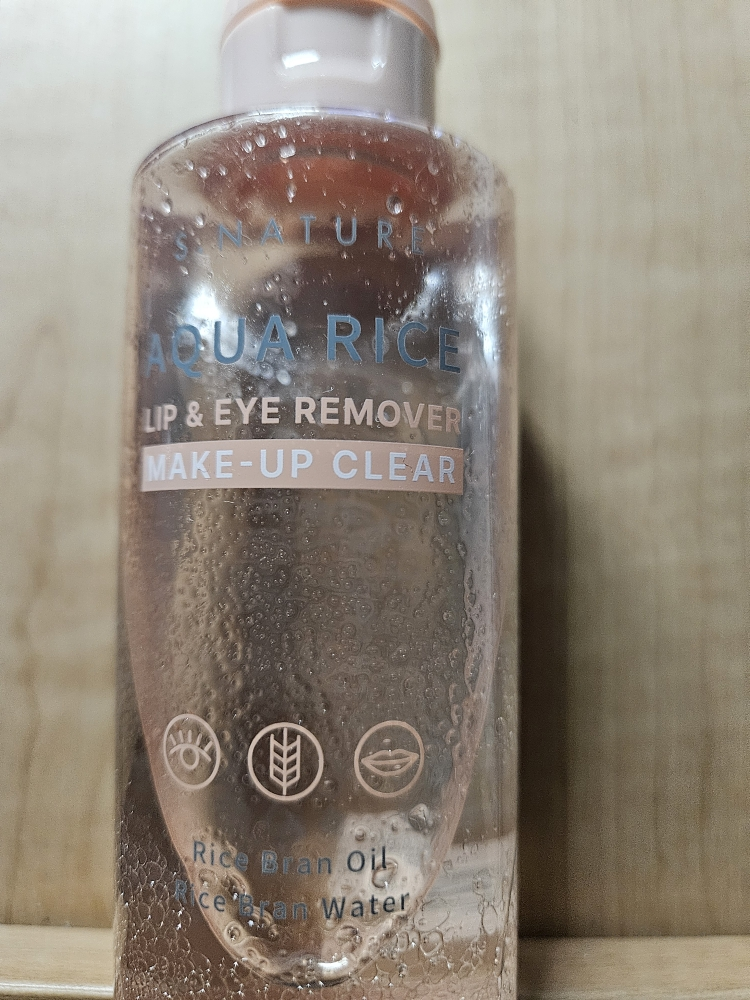 S.NATURE
AQUA RICE
LIP & EYE REMOVER
MAKE-UP CLEAR
Rice Bran Oil
Rice Bran Water